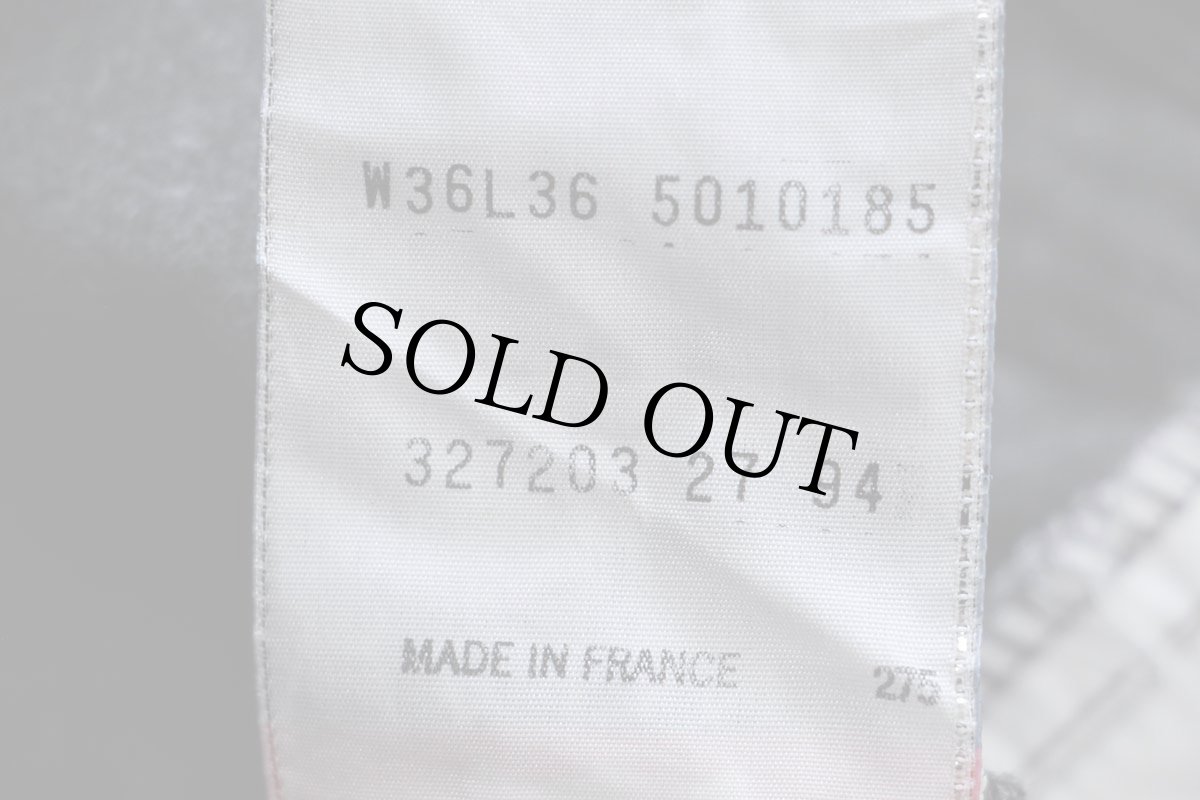 W36L36 5010185
SOLD OUT
327203 27 94
MADE IN FRANCE 275